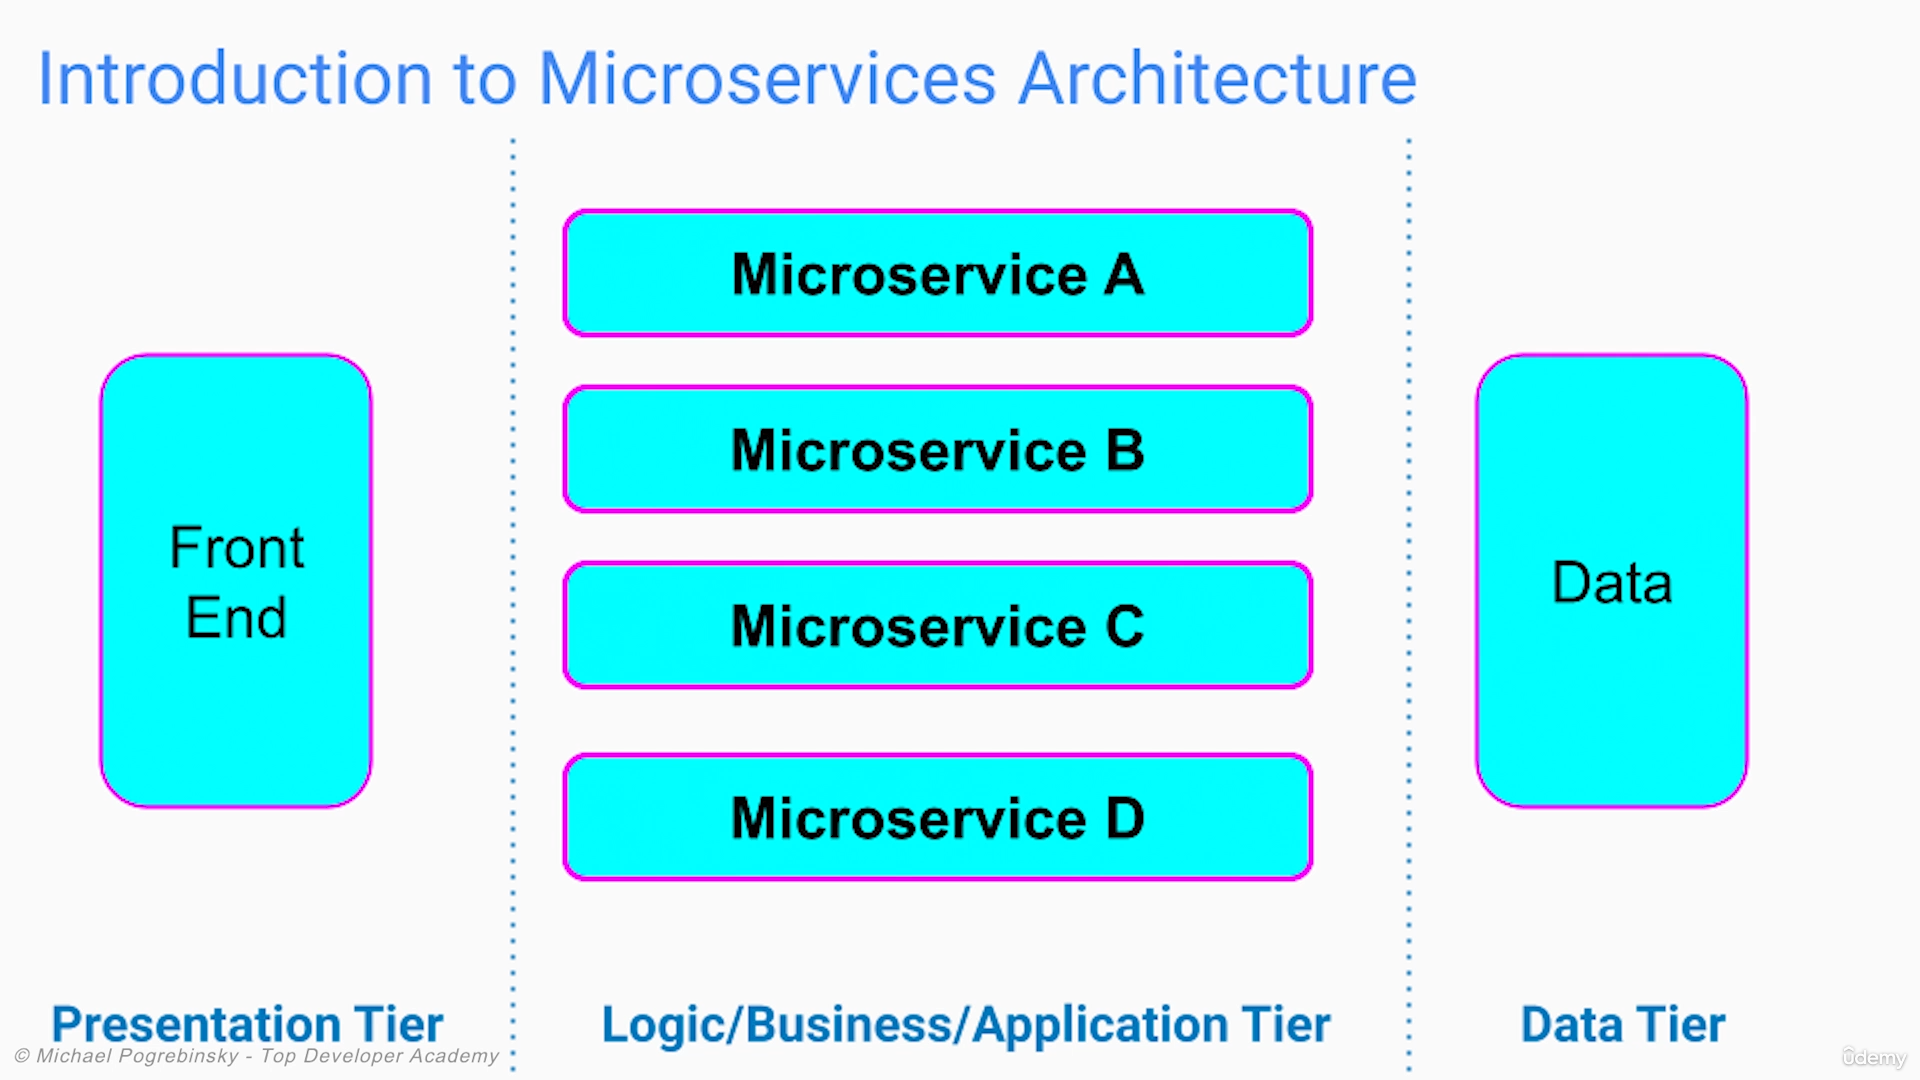 Introduction to Microservices Architecture
Microservice A
Microservice B
Microservice C
Microservice D
Front
End
Data
Presentation Tier
Logic/Business/Application Tier
Data Tier
© Michael Pogrebinsky - Top Developer Academy
ûdemy